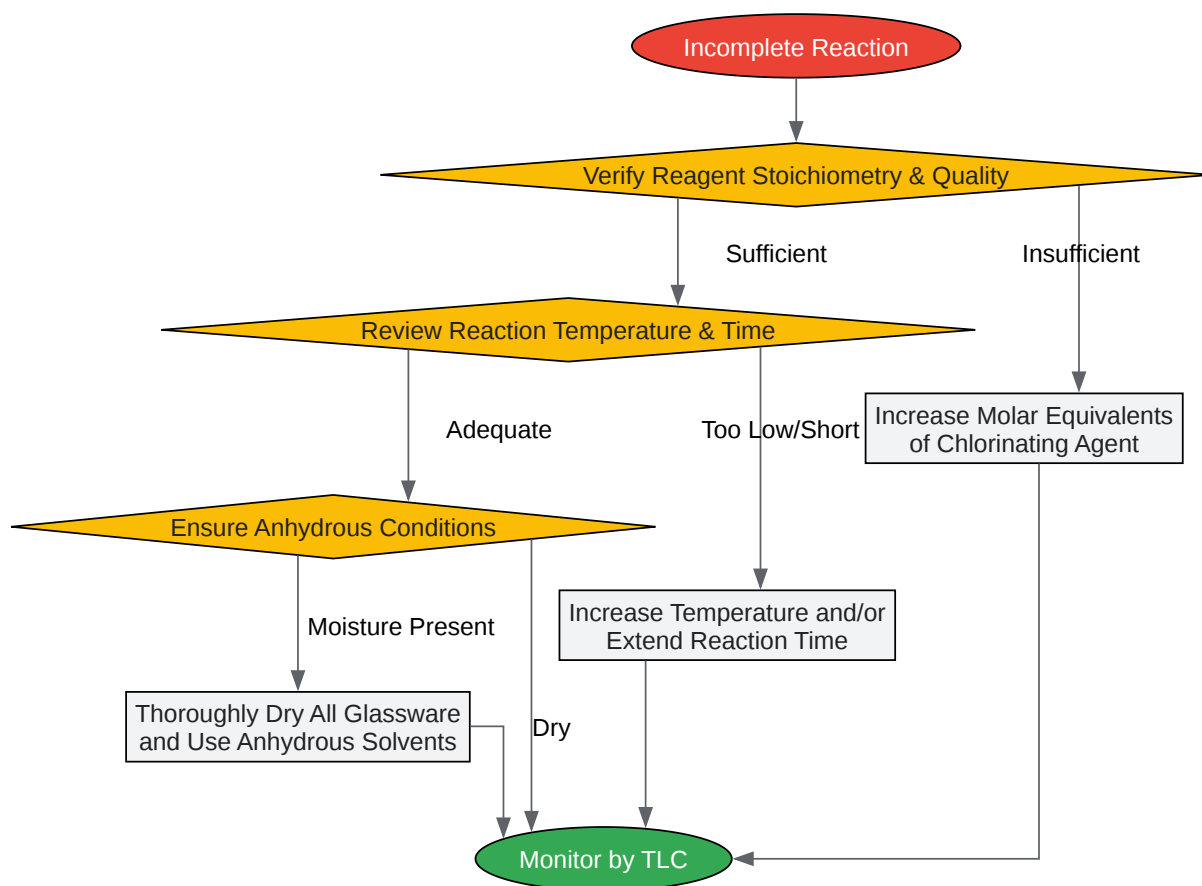 Incomplete Reaction
Verify Reagent Stoichiometry & Quality
Sufficient
Insufficient
Review Reaction Temperature & Time
Increase Molar Equivalents
of Chlorinating Agent
Adequate
Too Low/Short
Ensure Anhydrous Conditions
Increase Temperature and/or
Extend Reaction Time
Moisture Present
Thoroughly Dry All Glassware
and Use Anhydrous Solvents
Dry
Monitor by TLC